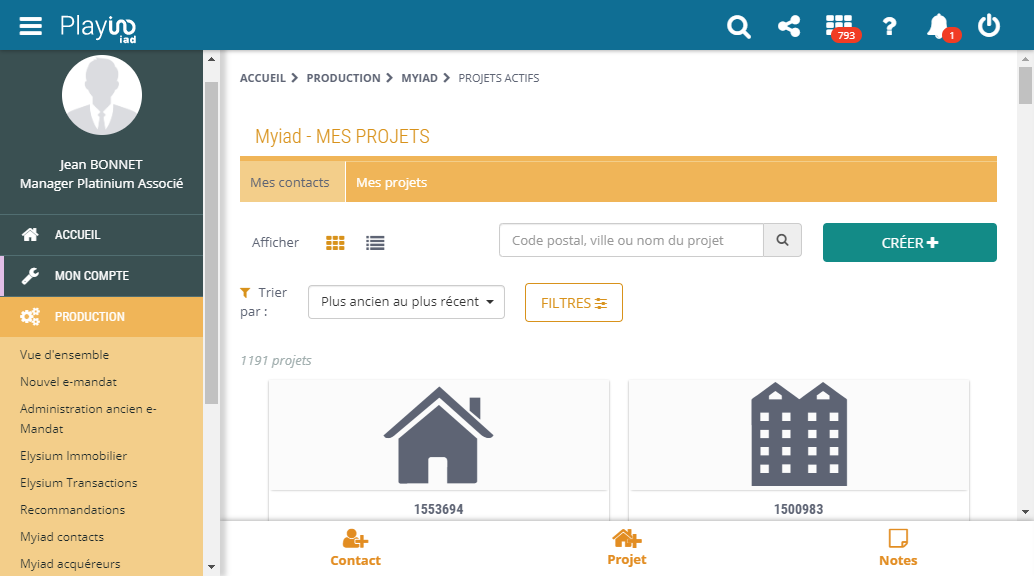 Playiad
iad
793
?
1
Jean BONNET
Manager Platinium Associé
ACCUEIL
MON COMPTE
PRODUCTION
Vue d'ensemble
Nouvel e-mandat
Administration ancien e-
Mandat
Elysium Immobilier
Elysium Transactions
Recommandations
Myiad contacts
Myiad acquéreurs
ACCUEIL > PRODUCTION > MYIAD > PROJETS ACTIFS
Myiad - MES PROJETS
Mes contacts Mes projets
Afficher
Code postal, ville ou nom du projet
CRÉER
Trier
par :
Plus ancien au plus récent
FILTRES
1191 projets
1553694
1500983
Contact
Projet
Notes